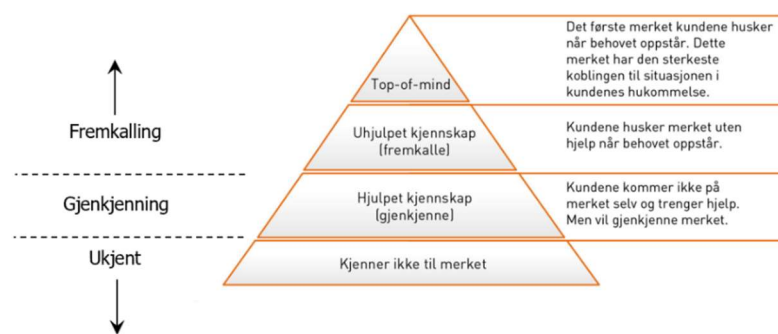 Det første merket kundene husker
når behovet oppstår. Dette
merket har den sterkeste
koblingen til situasjonen i
kundenes hukommelse.
Top-of-mind
Fremkalling
Uhjulpet kjennskap
(fremkalle)
Kundene husker merket uten
hjelp når behovet oppstår.
Gjenkjenning
Hjulpet kjennskap
(gjenkjenne)
Kundene kommer ikke på
merket selv og trenger hjelp.
Men vil gjenkjenne merket.
Ukjent
Kjenner ikke til merket